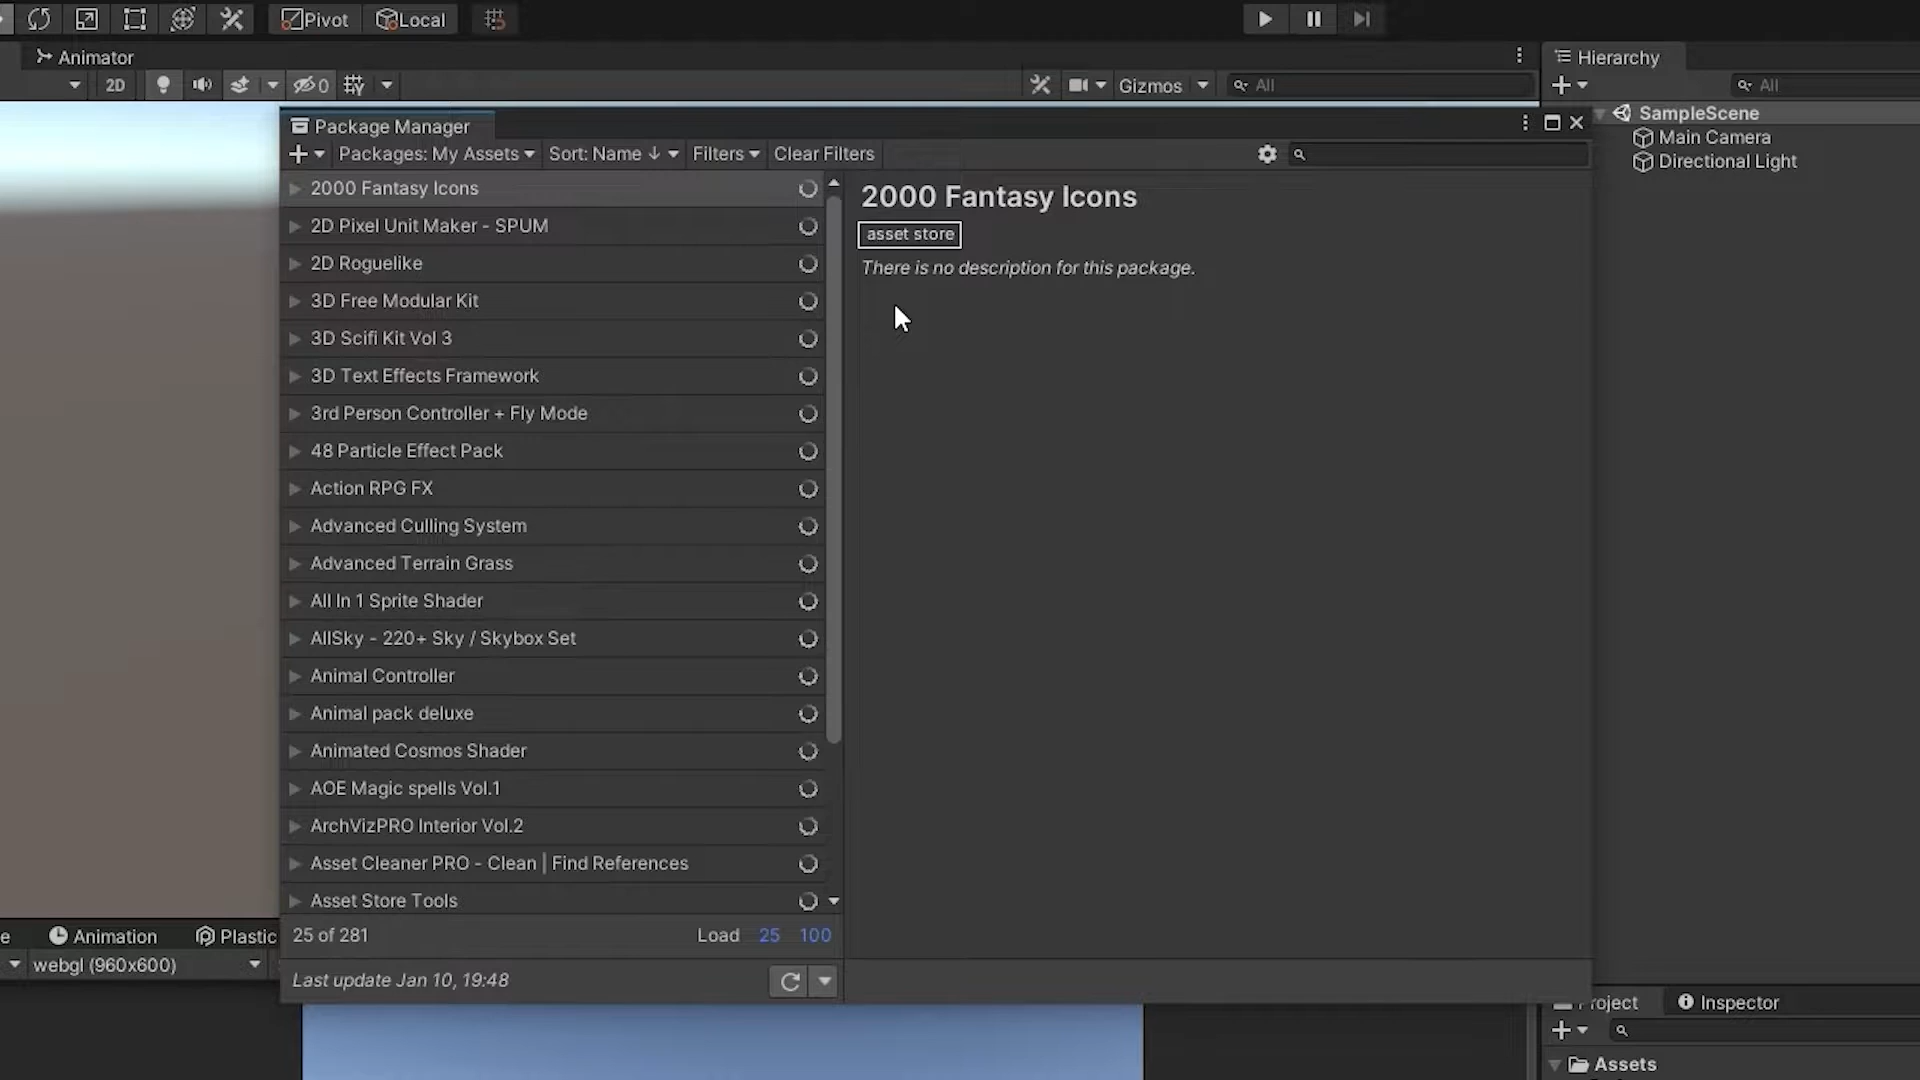 Pivot
Local
Animator
2D
0
Gizmos
All
Hierarchy
All
SampleScene
Main Camera
Directional Light
Package Manager
Packages: My Assets
Sort: Name ↓
Filters
Clear Filters
2000 Fantasy Icons
2D Pixel Unit Maker - SPUM
2D Roguelike
3D Free Modular Kit
3D Scifi Kit Vol 3
3D Text Effects Framework
3rd Person Controller + Fly Mode
48 Particle Effect Pack
Action RPG FX
Advanced Culling System
Advanced Terrain Grass
All In 1 Sprite Shader
AllSky - 220+ Sky / Skybox Set
Animal Controller
Animal pack deluxe
Animated Cosmos Shader
AOE Magic spells Vol.1
ArchVizPRO Interior Vol.2
Asset Cleaner PRO - Clean | Find References
Asset Store Tools
25 of 281
Load 25 100
Last update Jan 10, 19:48
2000 Fantasy Icons
asset store
There is no description for this package.
e
Animation
Plastic
webgl (960x600)
Project
Inspector
Assets